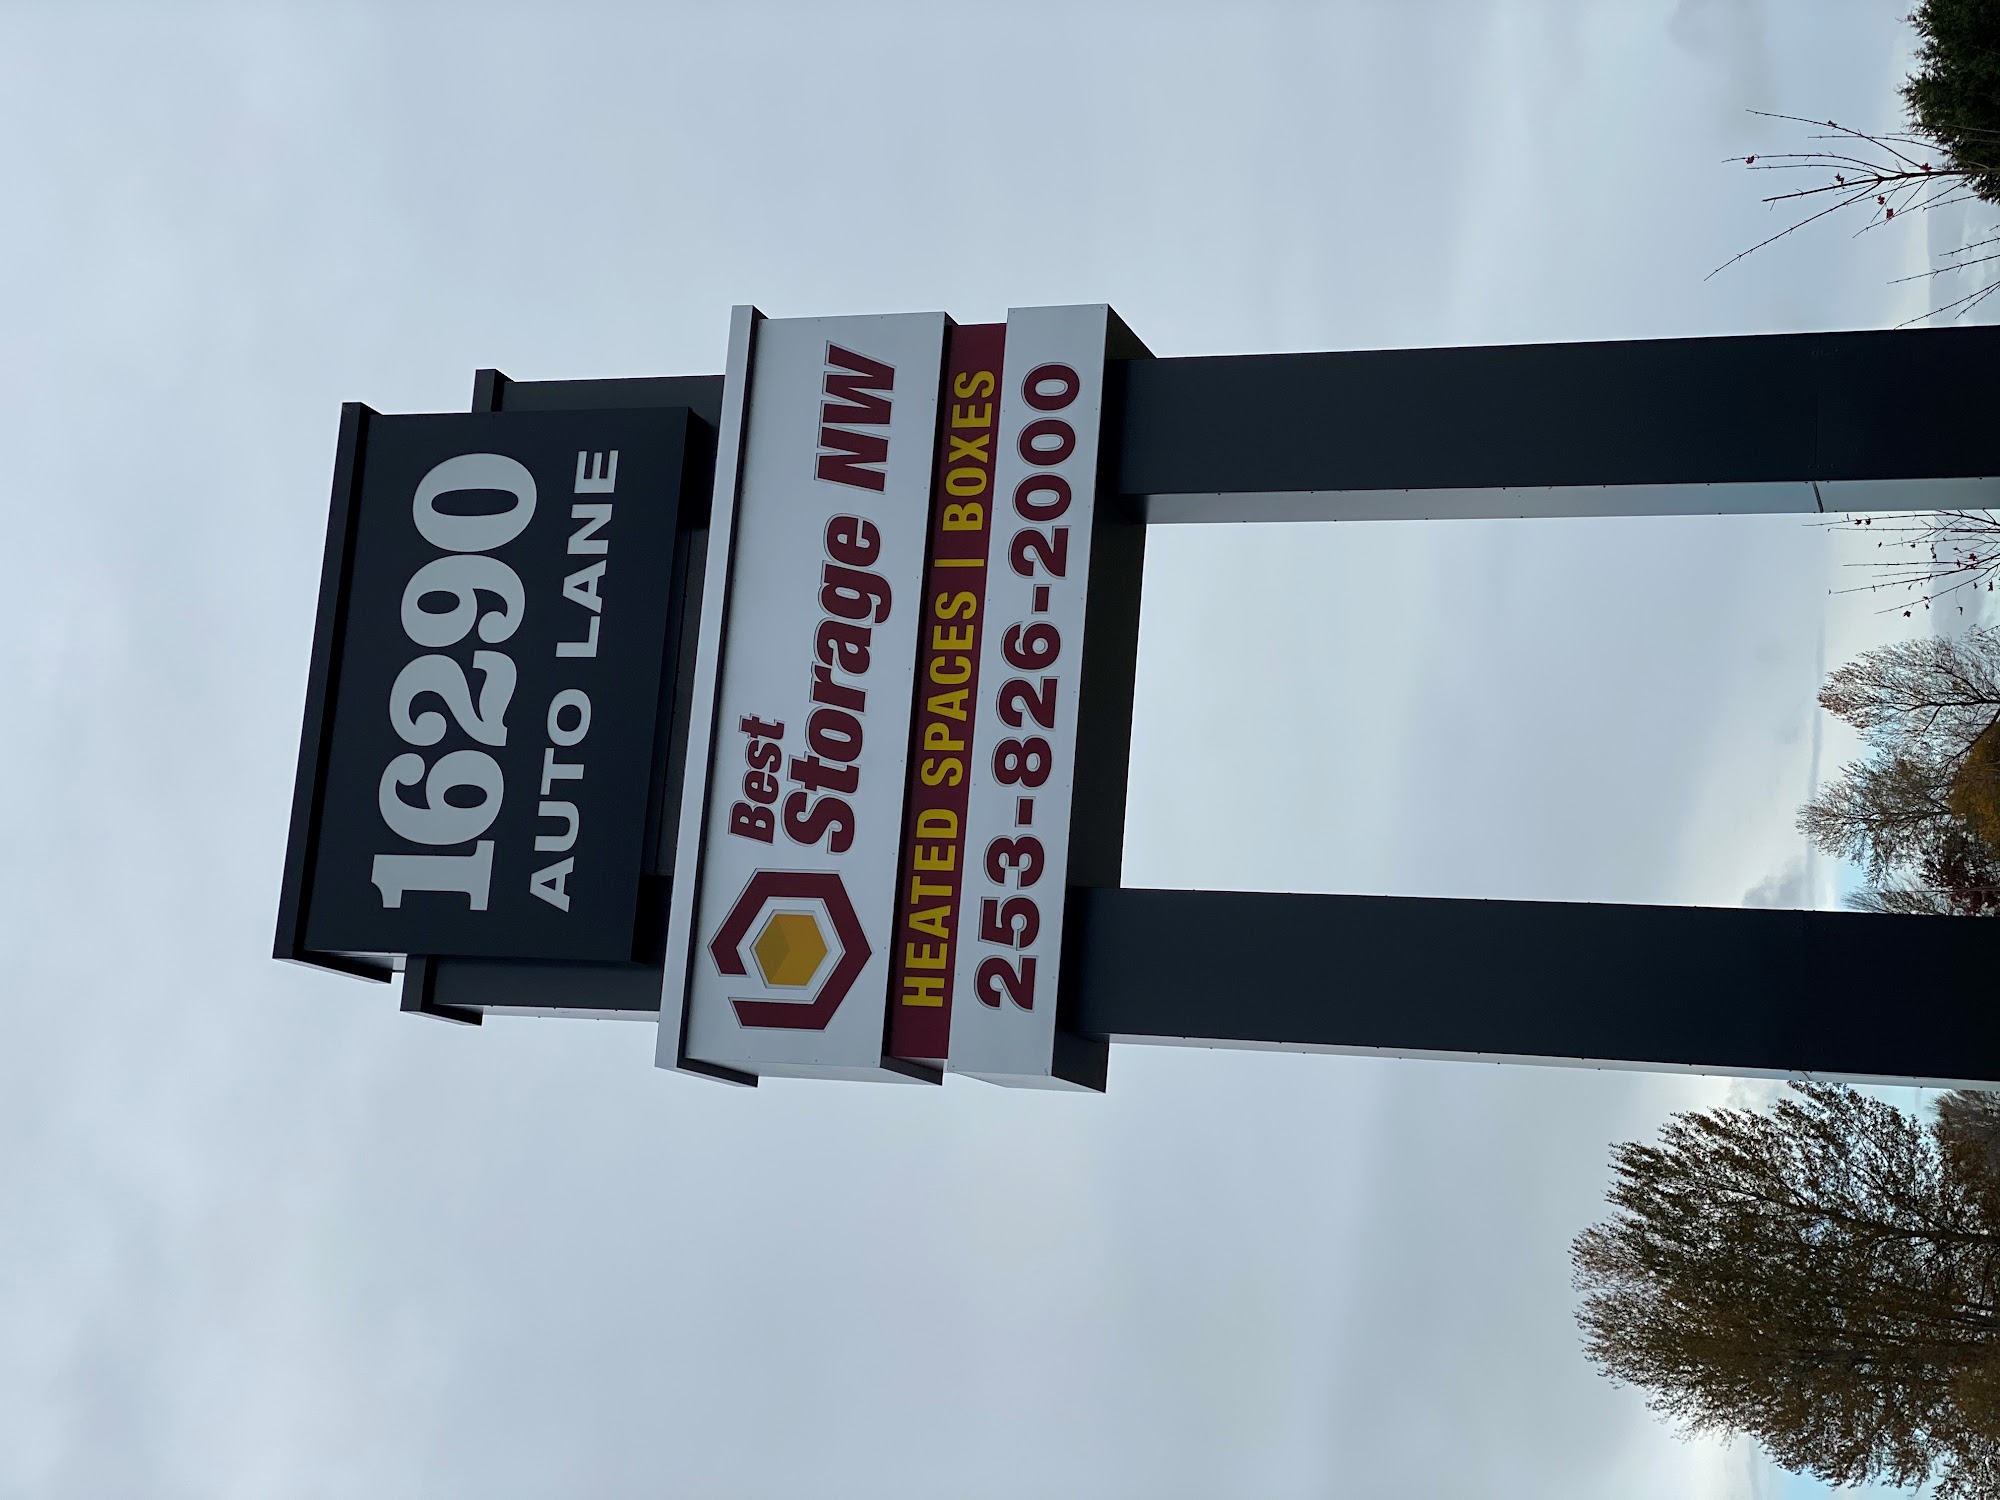 16290
AUTO LANE
Best
Storage NW
HEATED SPACES | BOXES
253-826-2000